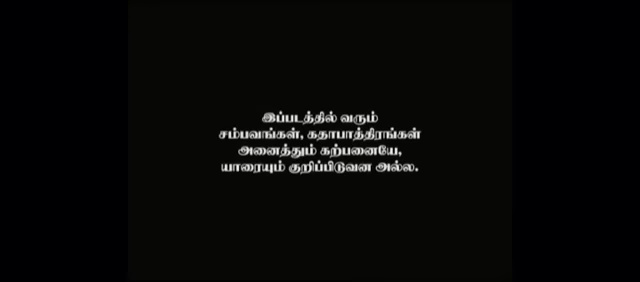 இப்படத்தில் வரும்
சம்பவங்கள், கதாபாத்திரங்கள்
அனைத்தும் கற்பனையே,
யாரையும் குறிப்பிடுவன அல்ல.